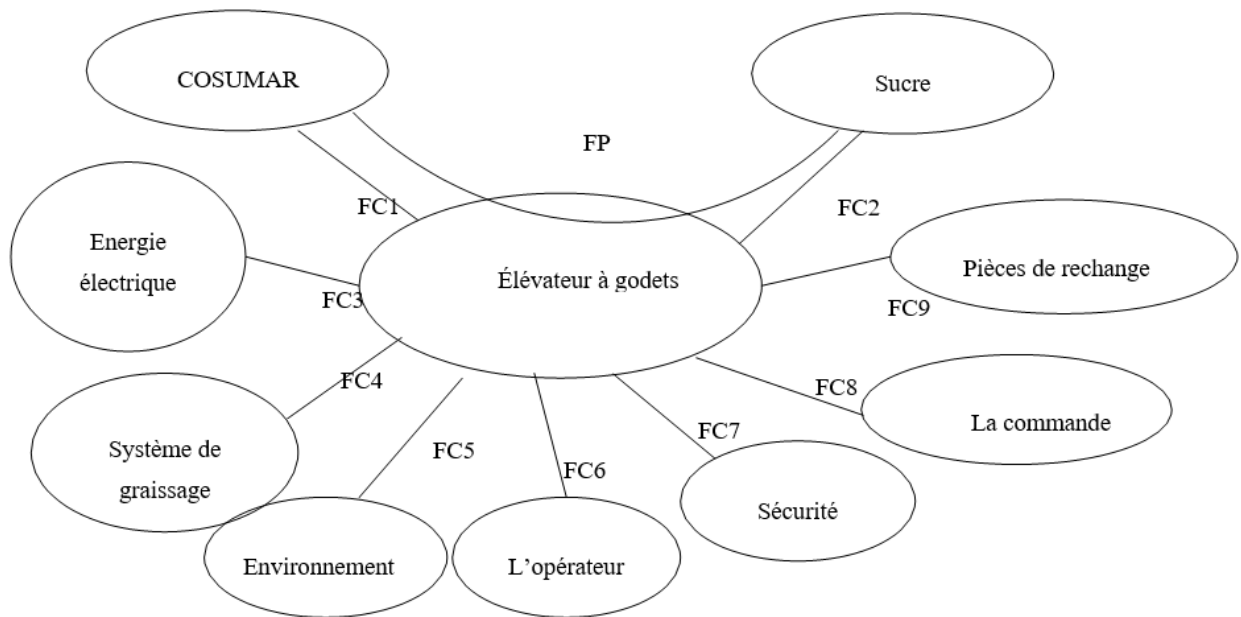 COSUMAR
Sucre
FP
FC1
FC2
Energie
électrique
Élévateur à godets
Pièces de rechange
FC3
FC9
FC4
FC8
La commande
Système de
graissage
FC5
FC6
FC7
Sécurité
Environnement
L’opérateur